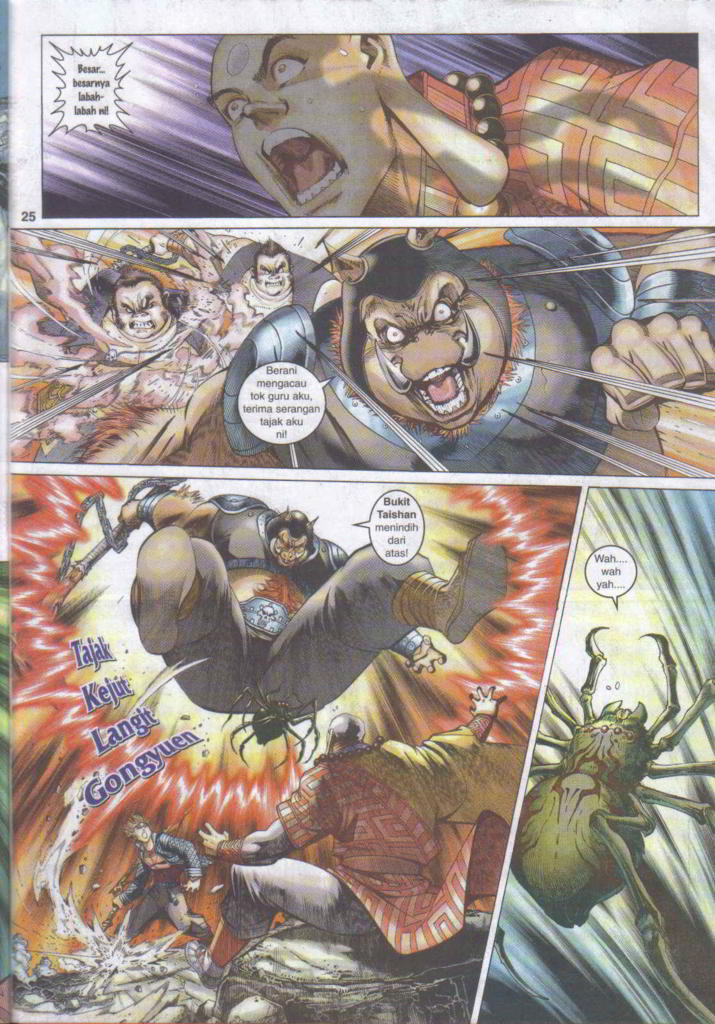 Besar...
besarnya
labah-
labah ni!
25
Berani
mengacau
tok guru aku,
terima serangan
tajak aku
ni!
Bukit
Taishan
menindih
dari
atas!
Tajak
Kejut
Langit
Gongyuen
Wah....
wah
yah....